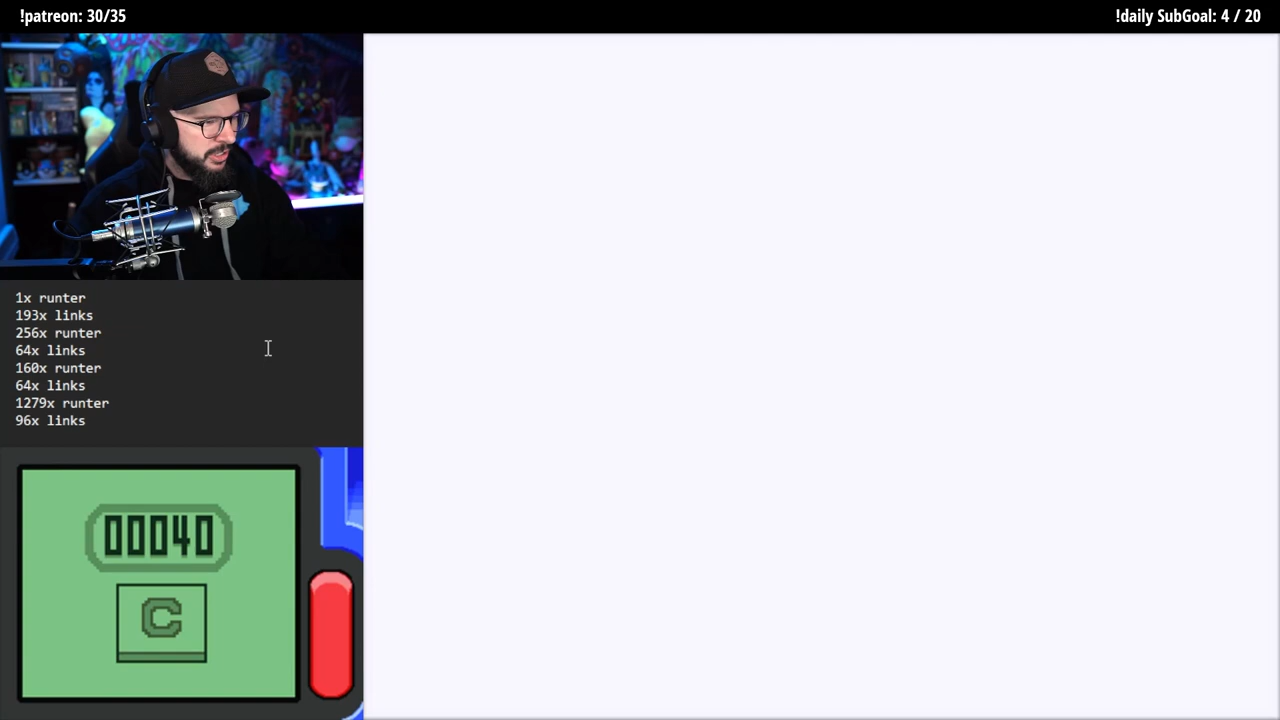 !patreon: 30/35
!daily SubGoal: 4 / 20
1x runter
193x links
256x runter
64x links
160x runter
64x links
1279x runter
96x links
00040
C